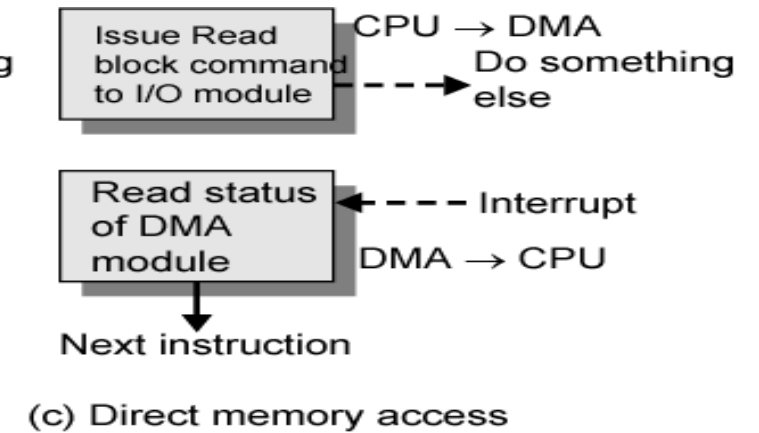 Issue Read
block command
to I/O module
CPU → DMA
g
Do something
else
Read status
of DMA
module
Interrupt
DMA → CPU
Next instruction
(c) Direct memory access